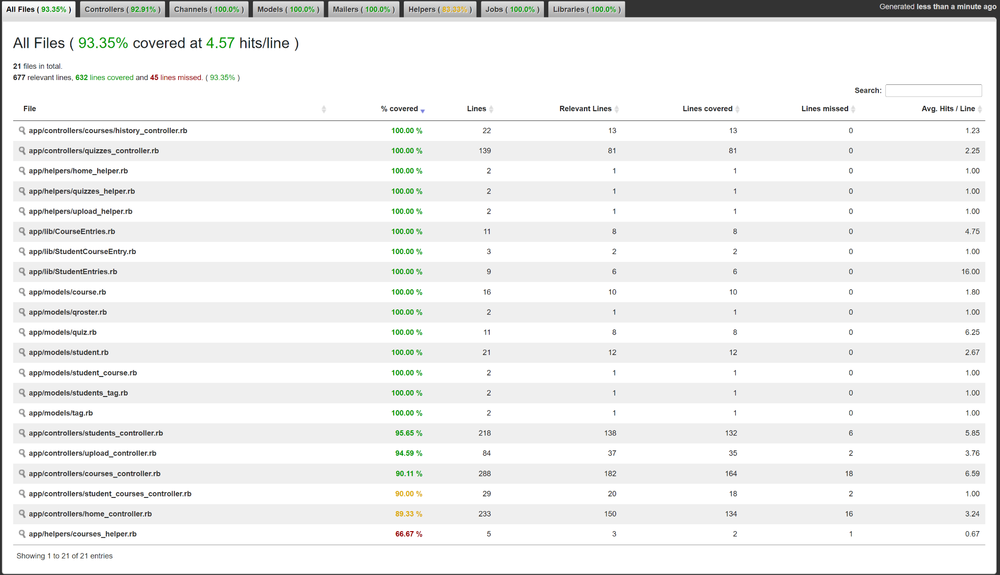 All Files ( 93.35% ) Controllers ( 92.91% ) Channels ( 100.0% ) Models ( 100.0% ) Mailers ( 100.0% ) Helpers ( 83.33% ) Jobs ( 100.0% ) Libraries ( 100.0% ) Generated less than a minute ago
All Files ( 93.35% covered at 4.57 hits/line )
21 files in total.
677 relevant lines, 632 lines covered and 45 lines missed. ( 93.35% )
Search:
File % covered Lines Relevant Lines Lines covered Lines missed Avg. Hits / Line
app/controllers/courses/history_controller.rb 100.00 % 22 13 13 0 1.23
app/controllers/quizzes_controller.rb 100.00 % 139 81 81 0 2.25
app/helpers/home_helper.rb 100.00 % 2 1 1 0 1.00
app/helpers/quizzes_helper.rb 100.00 % 2 1 1 0 1.00
app/helpers/upload_helper.rb 100.00 % 2 1 1 0 1.00
app/lib/CourseEntries.rb 100.00 % 11 8 8 0 4.75
app/lib/StudentCourseEntry.rb 100.00 % 3 2 2 0 1.00
app/lib/StudentEntries.rb 100.00 % 9 6 6 0 16.00
app/models/course.rb 100.00 % 16 10 10 0 1.80
app/models/qroster.rb 100.00 % 2 1 1 0 1.00
app/models/quiz.rb 100.00 % 11 8 8 0 6.25
app/models/student.rb 100.00 % 21 12 12 0 2.67
app/models/student_course.rb 100.00 % 2 1 1 0 1.00
app/models/students_tag.rb 100.00 % 2 1 1 0 1.00
app/models/tag.rb 100.00 % 2 1 1 0 1.00
app/controllers/students_controller.rb 95.65 % 218 138 132 6 5.85
app/controllers/upload_controller.rb 94.59 % 84 37 35 2 3.76
app/controllers/courses_controller.rb 90.11 % 288 182 164 18 6.59
app/controllers/student_courses_controller.rb 90.00 % 29 20 18 2 1.00
app/controllers/home_controller.rb 89.33 % 233 150 134 16 3.24
app/helpers/courses_helper.rb 66.67 % 5 3 2 1 0.67
Showing 1 to 21 of 21 entries